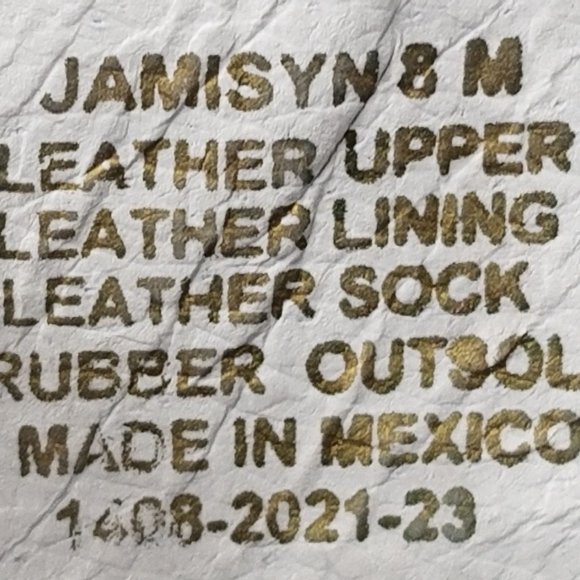 JAMISYN 8 M
LEATHER UPPER
LEATHER LINING
LEATHER SOCK
RUBBER OUTSOL
MADE IN MEXICO
1408-2021-23